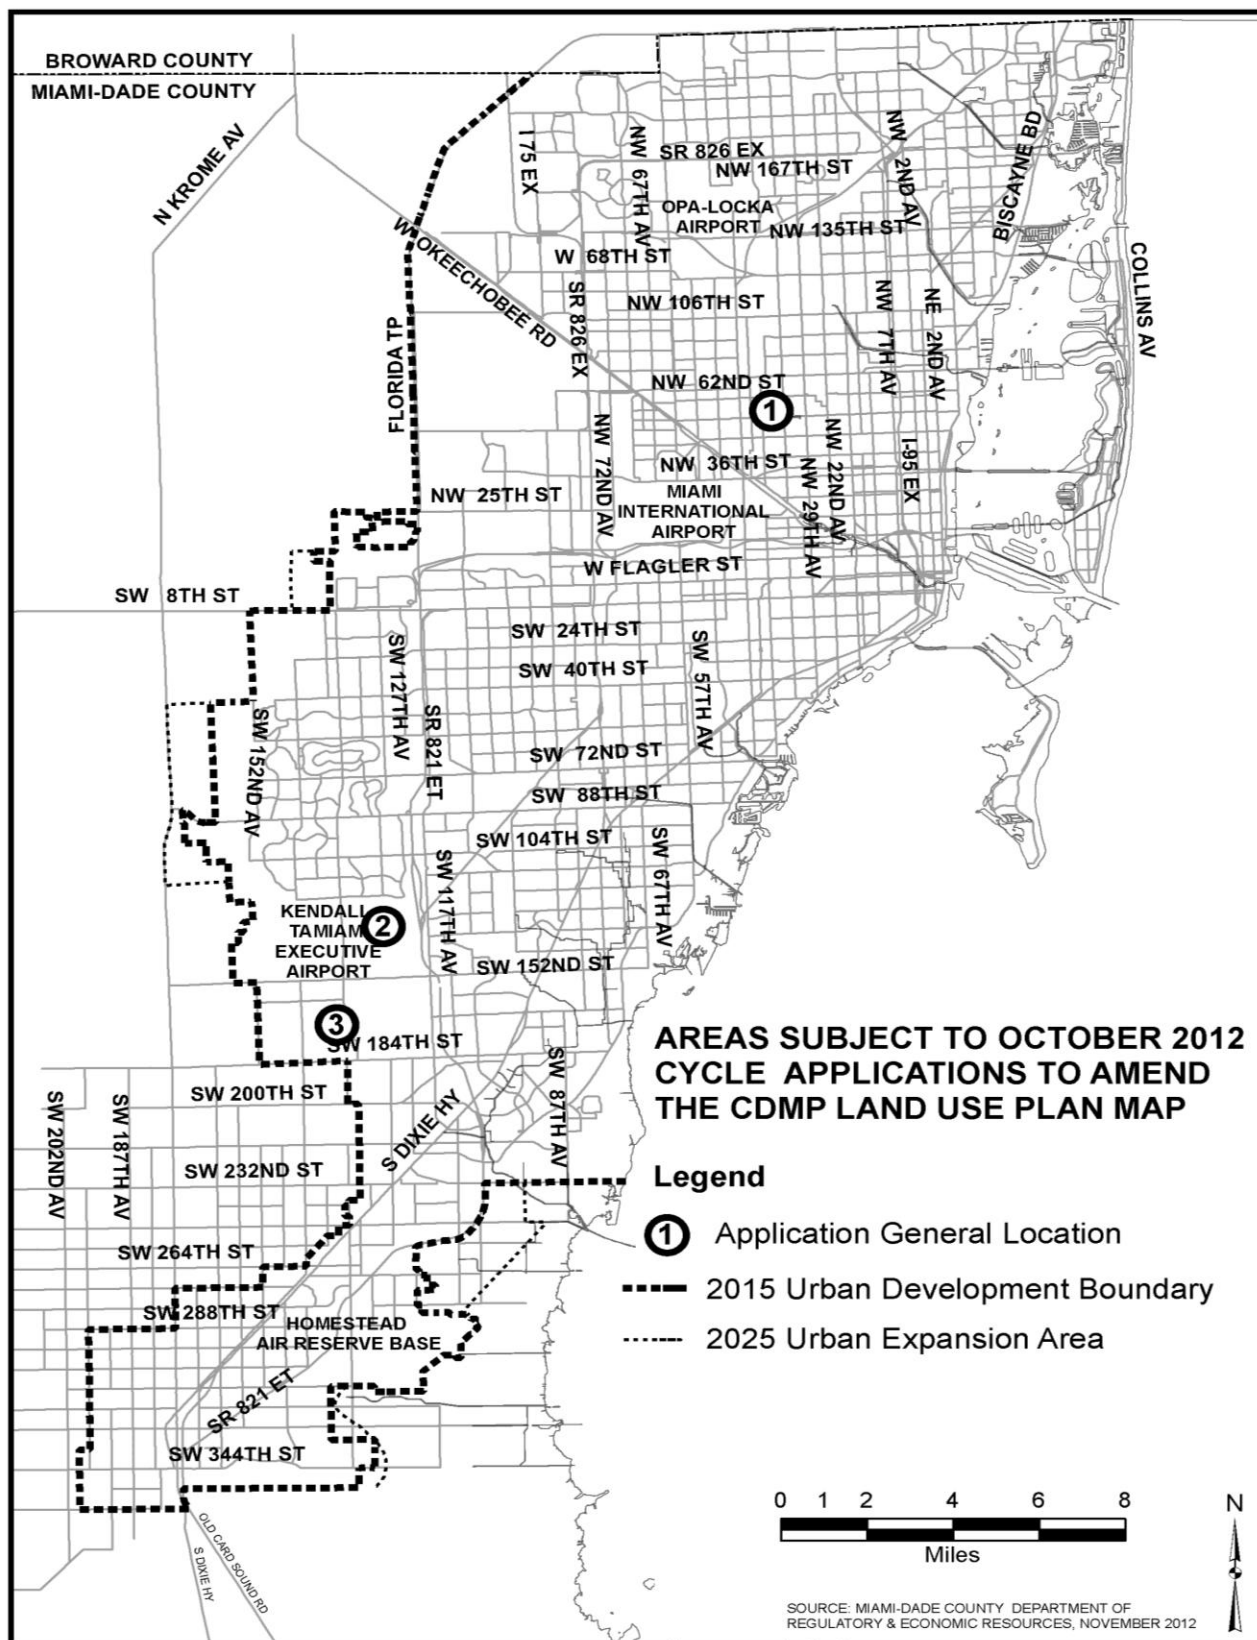 BROWARD COUNTY
MIAMI-DADE COUNTY
N KROME AV
I 75 EX
NW 67TH AV
SR 826 EX
NW 167TH ST
NW 2ND AV
BISCAYNE BD
OPA-LOCKA
AIRPORT
NW 135TH ST
W OKEECHOBEE RD
W 68TH ST
COLLINS AV
SR 826 EX
NW 106TH ST
NW 7TH AV
NE 2ND AV
FLORIDA TP
NW 62ND ST
1
NW 72ND AV
NW 36TH ST
NW 22ND AV
I-95 EX
NW 29TH AV
NW 25TH ST
MIAMI
INTERNATIONAL
AIRPORT
W FLAGLER ST
SW 8TH ST
SW 24TH ST
SW 127TH AV
SW 40TH ST
SW 57TH AV
SR 821 ET
SW 152ND AV
SW 72ND ST
SW 88TH ST
SW 104TH ST
SW 67TH AV
SW 117TH AV
KENDALL
TAMIAMI
EXECUTIVE
AIRPORT
2
SW 152ND ST
3
SW 184TH ST
AREAS SUBJECT TO OCTOBER 2012
CYCLE APPLICATIONS TO AMEND
THE CDMP LAND USE PLAN MAP
SW 87TH AV
SW 200TH ST
SW 202ND AV
SW 187TH AV
S DIXIE HY
SW 232ND ST
Legend
1 Application General Location
2015 Urban Development Boundary
2025 Urban Expansion Area
SW 264TH ST
SW 288TH ST
HOMESTEAD
AIR RESERVE BASE
SR 821 ET
SW 344TH ST
OLD CARD SOUND RD
S DIXIE HY
0 1 2 4 6 8
Miles
N
SOURCE: MIAMI-DADE COUNTY DEPARTMENT OF
REGULATORY & ECONOMIC RESOURCES, NOVEMBER 2012